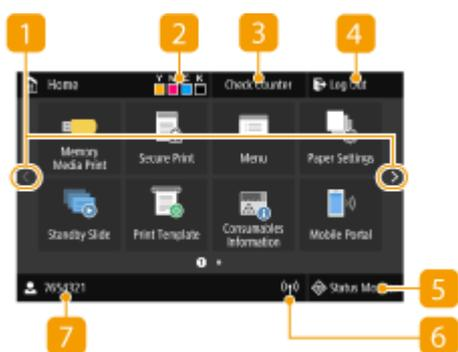 1 2 3 4
Home Y M C K Check Counter Log Out
Memory Media Print Secure Print Menu Paper Settings
Standby Slide Print Template Consumables Information Mobile Portal
1
7654321 Status Mo
7 6 5